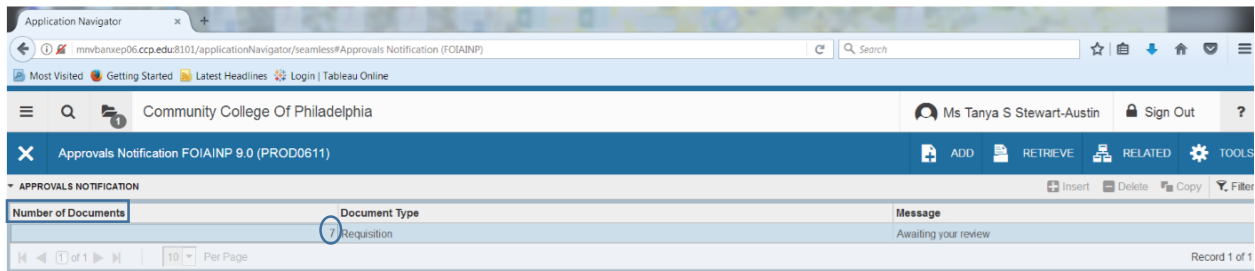 Application Navigator × +
mnvbanxep06.ccp.edu:8101/applicationNavigator/seamless#Approvals Notification (FOIAINP) Search
Most Visited Getting Started Latest Headlines Login | Tableau Online
1 Community College Of Philadelphia Ms Tanya S Stewart-Austin Sign Out ?
X Approvals Notification FOIAINP 9.0 (PROD0611) ADD RETRIEVE RELATED TOOLS
APPROVALS NOTIFICATION Insert Delete Copy Filter
Number of Documents Document Type Message
7 Requisition Awaiting your review
1 of 1 10 Per Page Record 1 of 1